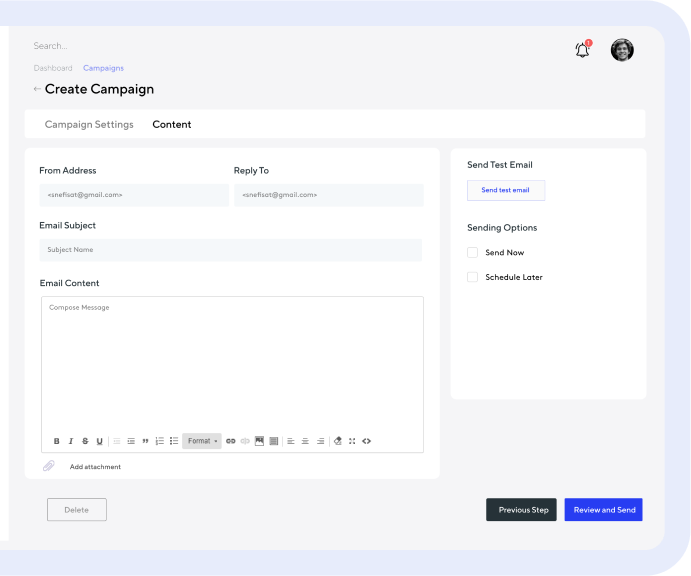 Search...
1
Dashboard Campaigns
← Create Campaign
Campaign Settings Content
From Address Reply To
<snefisat@gmail.com> <snefisat@gmail.com>
Email Subject
Subject Name
Email Content
Compose Message
B I S U Format
Add attachment
Send Test Email
Send test email
Sending Options
Send Now
Schedule Later
Delete Previous Step Review and Send